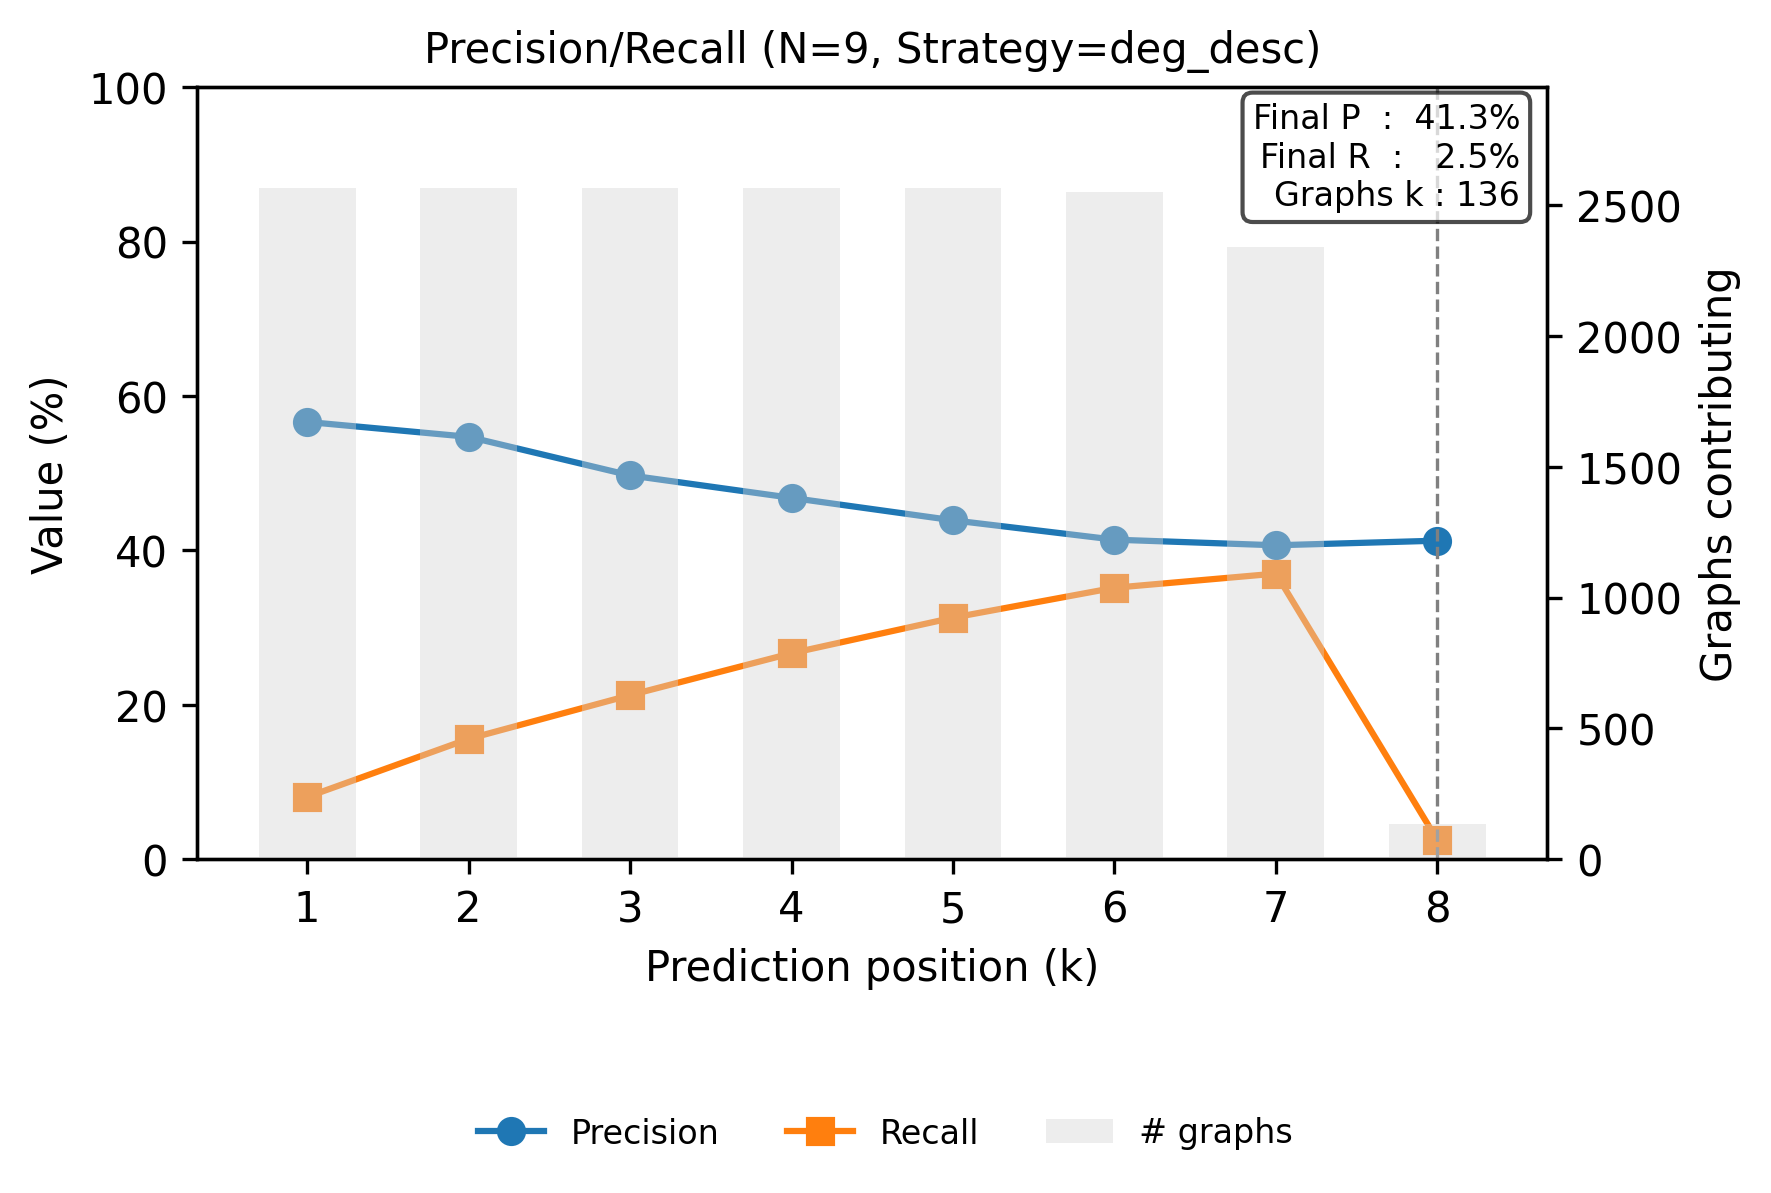 Precision/Recall (N=9, Strategy=deg_desc)
100
80
60
40
20
0
Value (%)
Final P : 41.3%
Final R : 2.5%
Graphs k : 136
2500
2000
1500
1000
500
0
Graphs contributing
1 2 3 4 5 6 7 8
Prediction position (k)
Precision Recall # graphs